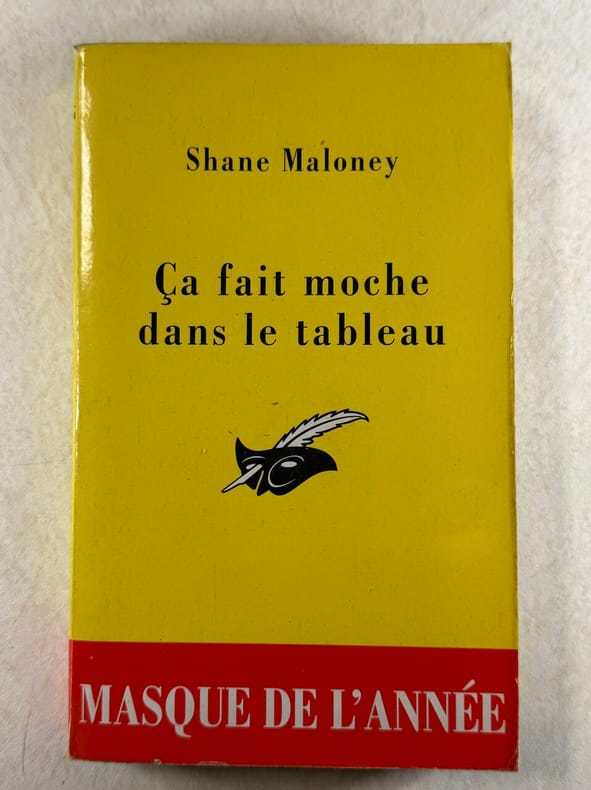 Shane Maloney
Ça fait moche
dans le tableau
MASQUE DE L'ANNÉE